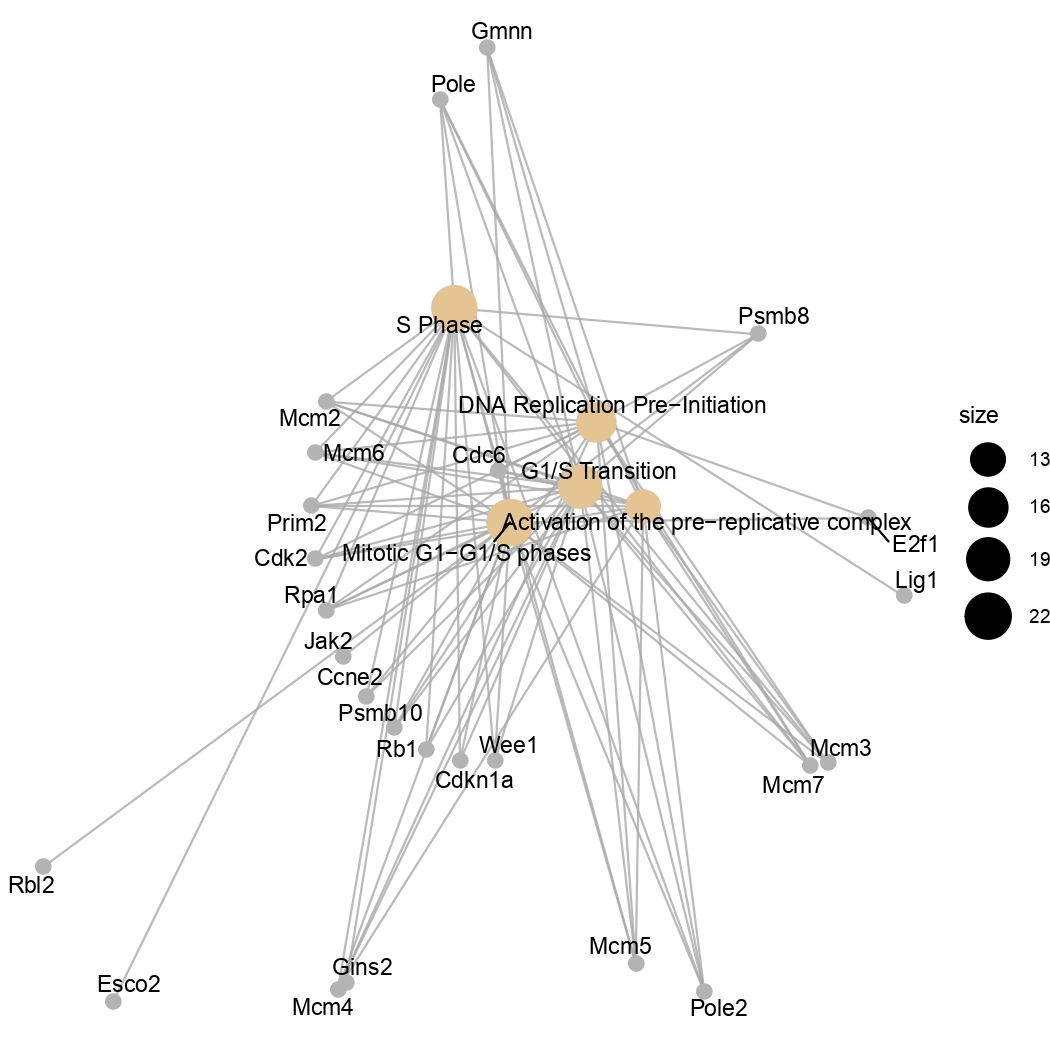 Gmnn
Pole
Psmb8
S Phase
DNA Replication Pre−Initiation
Mcm2
size
Mcm6
Cdc6
13
G1/S Transition
16
Prim2
Activation of the pre−replicative complex
E2f1
Cdk2
Mitotic G1−G1/S phases
19
Lig1
Rpa1
22
Jak2
Ccne2
Psmb10
Rb1
Wee1
Mcm3
Cdkn1a
Mcm7
Rbl2
Mcm5
Gins2
Esco2
Mcm4
Pole2